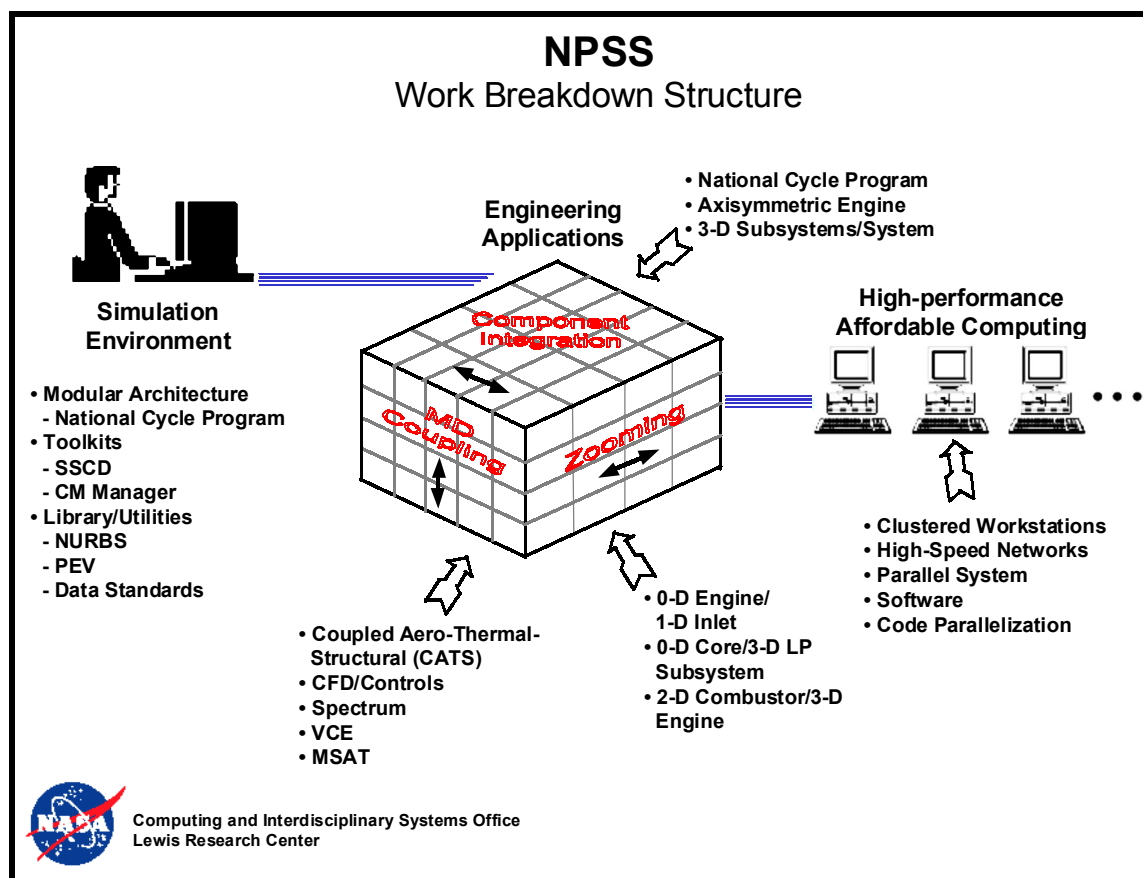 NPSS
Work Breakdown Structure
• National Cycle Program
• Axisymmetric Engine
• 3-D Subsystems/System
Engineering
Applications
Simulation
Environment
High-performance
Affordable Computing
Component
Integration
MD
Coupling
Zooming
• • •
• Modular Architecture
- National Cycle Program
• Toolkits
- SSCD
- CM Manager
• Library/Utilities
- NURBS
- PEV
- Data Standards
• Clustered Workstations
• High-Speed Networks
• Parallel System
• Software
• Code Parallelization
• Coupled Aero-Thermal-
Structural (CATS)
• CFD/Controls
• Spectrum
• VCE
• MSAT
• 0-D Engine/
1-D Inlet
• 0-D Core/3-D LP
Subsystem
• 2-D Combustor/3-D
Engine
NASA
Computing and Interdisciplinary Systems Office
Lewis Research Center